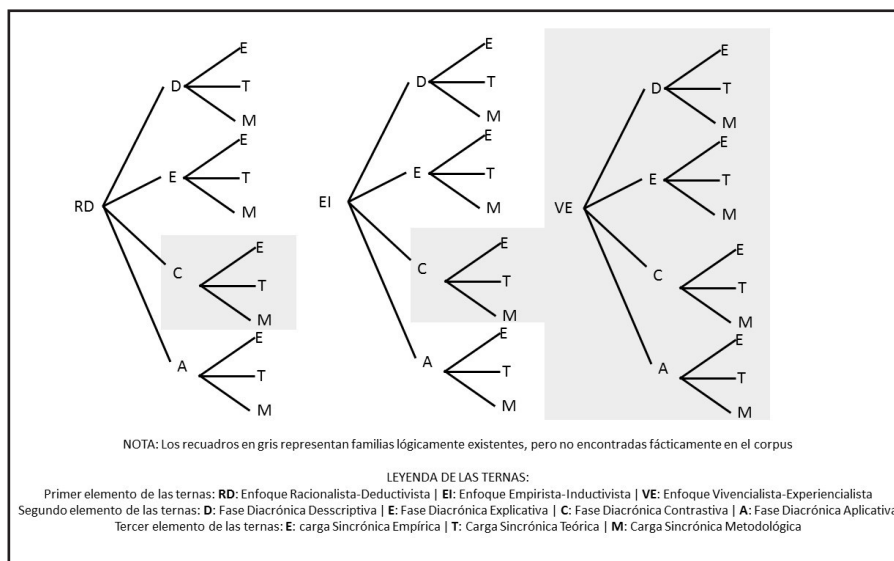 RD
D
E
T
M
E
E
T
M
C
E
T
M
A
E
T
M
EI
D
E
T
M
E
E
T
M
C
E
T
M
A
E
T
M
VE
D
E
T
M
E
E
T
M
C
E
T
M
A
E
T
M
NOTA: Los recuadros en gris representan familias lógicamente existentes, pero no encontradas fácticamente en el corpus
LEYENDA DE LAS TERNAS:
Primer elemento de las ternas: RD: Enfoque Racionalista-Deductivista | EI: Enfoque Empirista-Inductivista | VE: Enfoque Vivencialista-Experiencialista
Segundo elemento de las ternas: D: Fase Diacrónica Desscriptiva | E: Fase Diacrónica Explicativa | C: Fase Diacrónica Contrastiva | A: Fase Diacrónica Aplicativa
Tercer elemento de las ternas: E: carga Sincrónica Empírica | T: Carga Sincrónica Teórica | M: Carga Sincrónica Metodológica